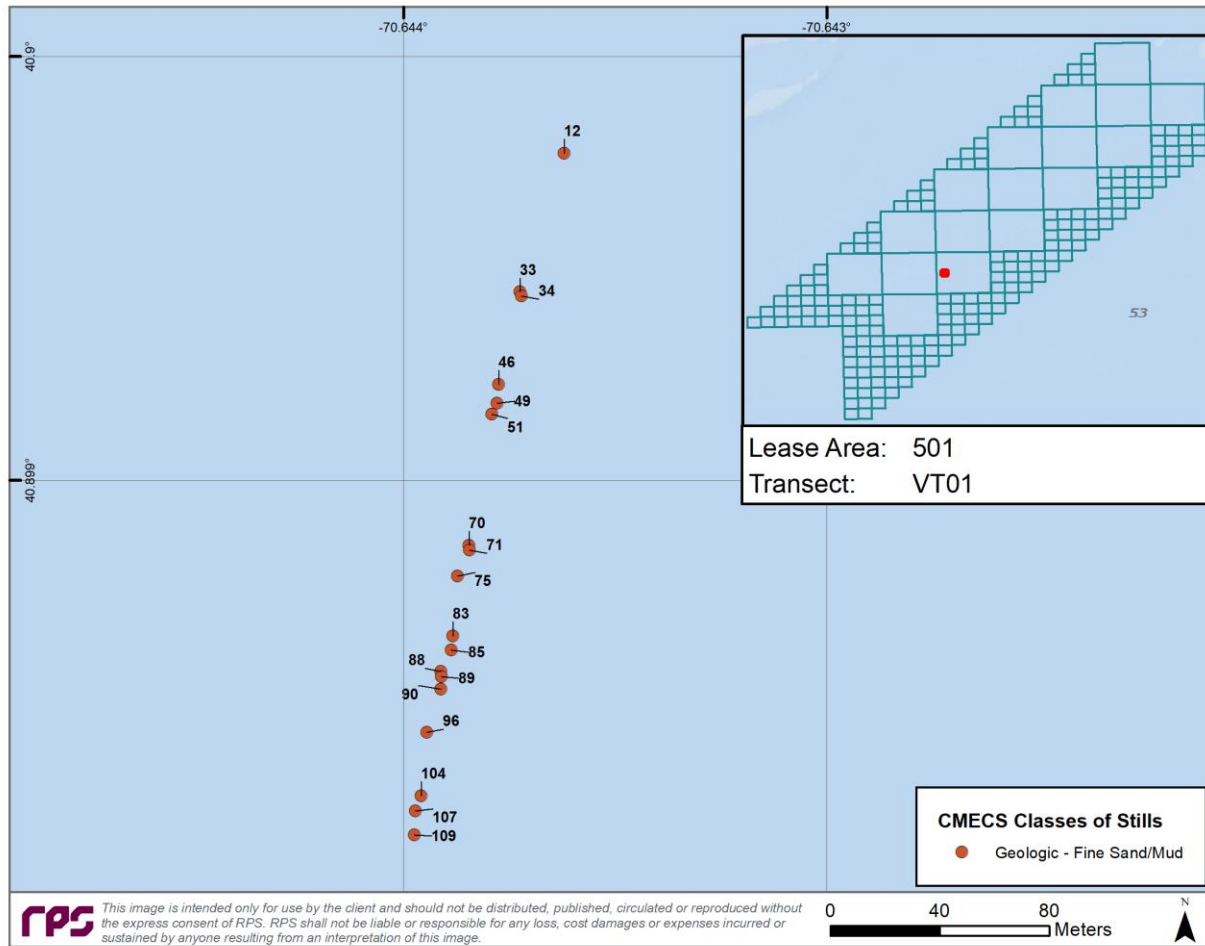 -70.644°
-70.643°
40.9°
12
33
34
46
49
51
40.899°
53
Lease Area: 501
Transect: VT01
70
71
75
83
85
88
89
90
96
104
107
109
CMECS Classes of Stills
Geologic - Fine Sand/Mud
rps
This image is intended only for use by the client and should not be distributed, published, circulated or reproduced without
the express consent of RPS. RPS shall not be liable or responsible for any loss, cost damages or expenses incurred or
sustained by anyone resulting from an interpretation of this image.
0 40 80
Meters
N